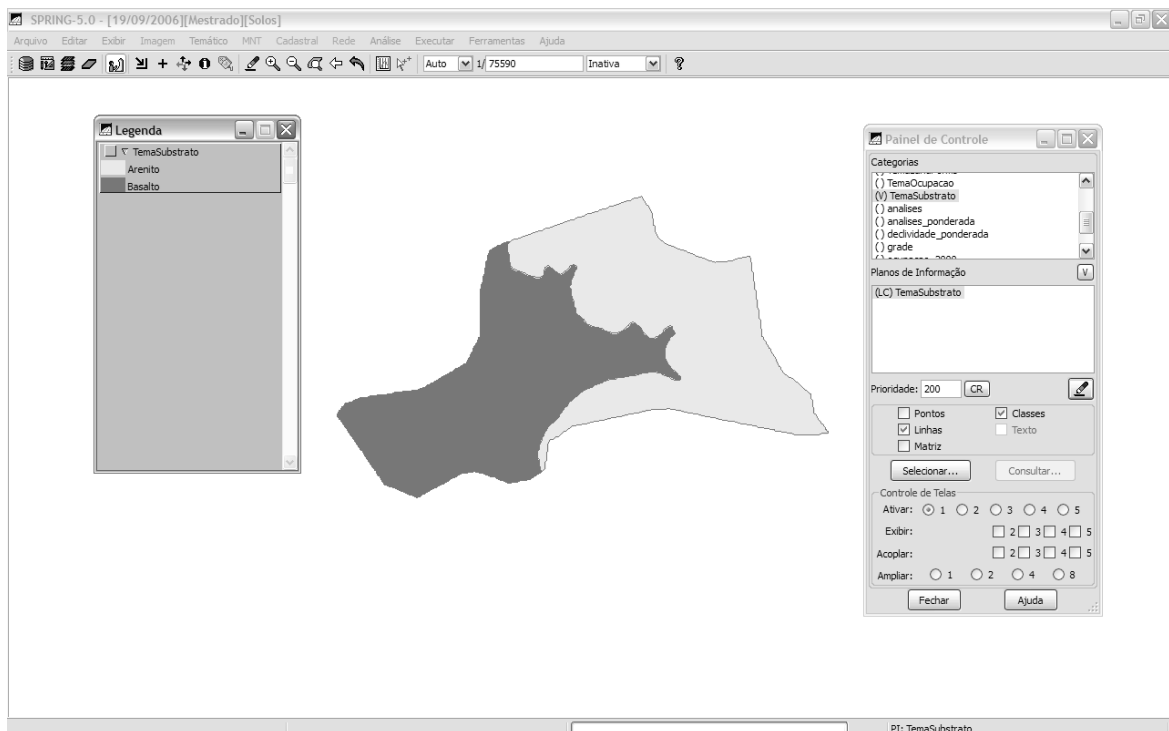 SPRING-5.0 - [19/09/2006][Mestrado][Solos]
Arquivo Editar Exibir Imagem Temático MNT Cadastral Rede Análise Executar Ferramentas Ajuda
Auto 1/ 75590 Inativa
Legenda
TemaSubstrato
Arenito
Basalto
Painel de Controle
Categorias
( ) TemaOcupacao
(V) TemaSubstrato
( ) analises
( ) analises_ponderada
( ) declividade_ponderada
( ) grade
Planos de Informação V
(LC) TemaSubstrato
Prioridade: 200 CR
Pontos Classes
Linhas Texto
Matriz
Selecionar... Consultar...
Controle de Telas
Ativar: 1 2 3 4 5
Exibir: 2 3 4 5
Acoplar: 2 3 4 5
Ampliar: 1 2 4 8
Fechar Ajuda
PI: TemaSubstrato